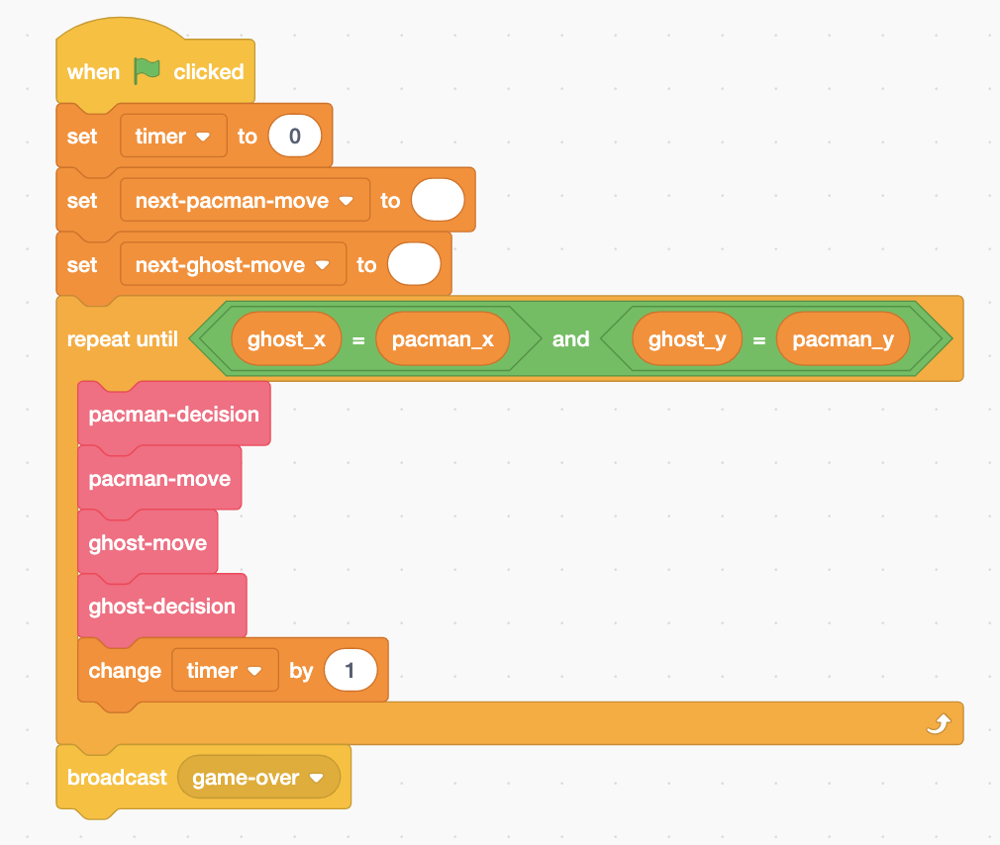 when clicked
set timer to 0
set next-pacman-move to
set next-ghost-move to
repeat until ghost_x = pacman_x and ghost_y = pacman_y
pacman-decision
pacman-move
ghost-move
ghost-decision
change timer by 1
broadcast game-over